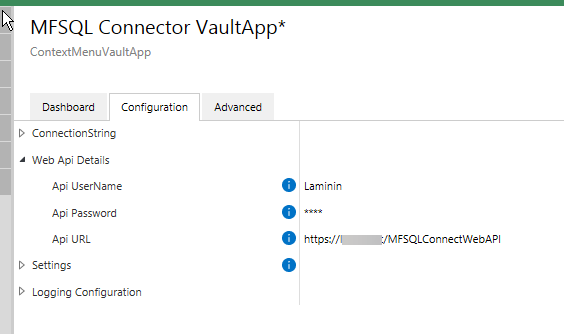 MFSQL Connector VaultApp*
ContextMenuVaultApp
Dashboard Configuration Advanced
ConnectionString
Web Api Details
Api UserName Laminin
Api Password ****
Api URL https:// :/MFSQLConnectWebAPI
Settings
Logging Configuration